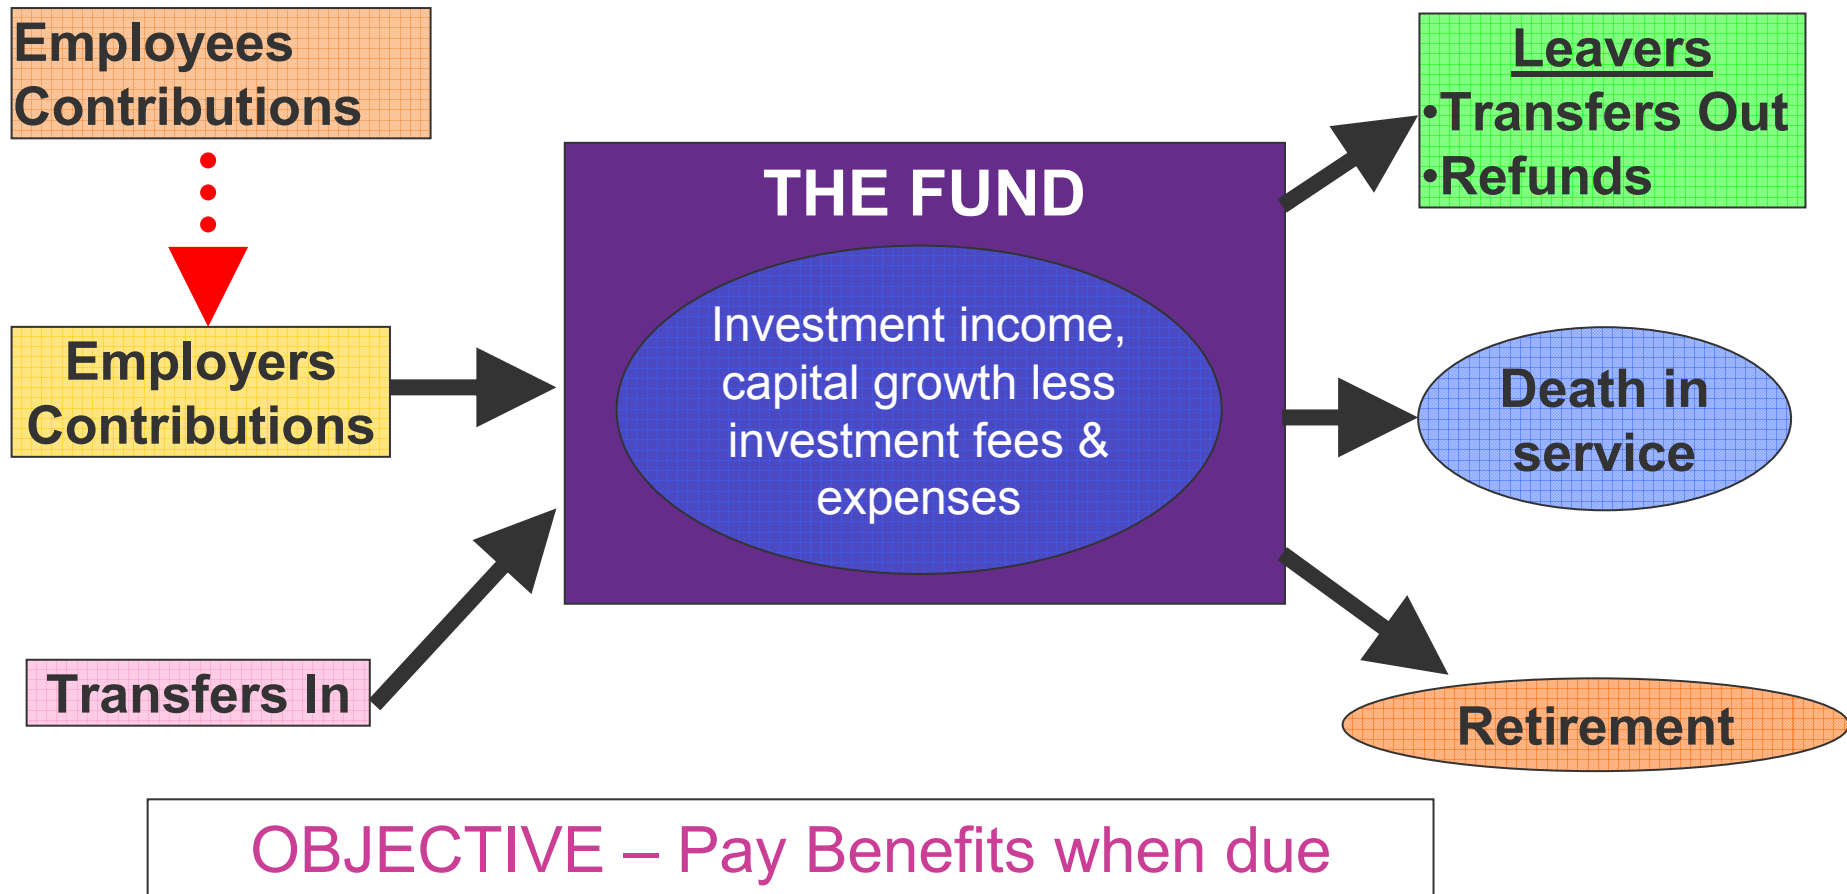 Employees
Contributions
Employers
Contributions
Transfers In
THE FUND
Investment income,
capital growth less
investment fees &
expenses
Leavers
•Transfers Out
•Refunds
Death in
service
Retirement
OBJECTIVE – Pay Benefits when due